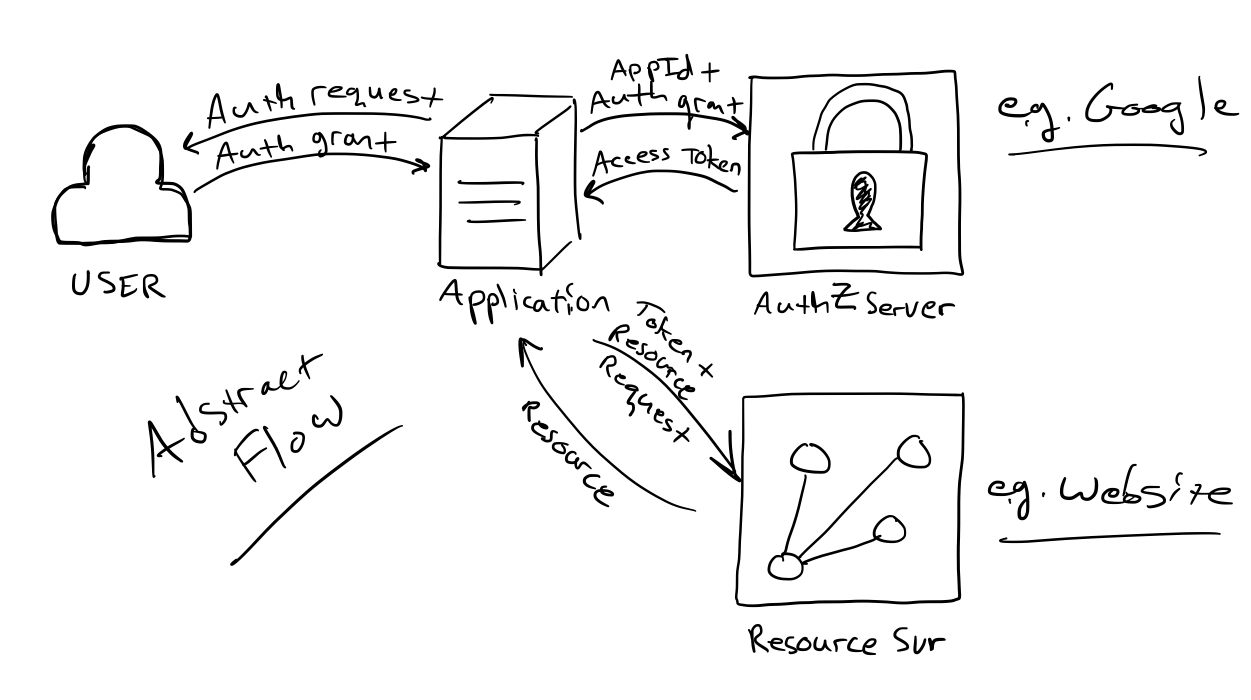 Auth request
Auth grant
USER
Application
AppId +
Auth grant
Access Token
AuthZ Server
e.g. Google
Token +
Resource
Request
Resource
Abstract
Flow
e.g. Website
Resource Svr